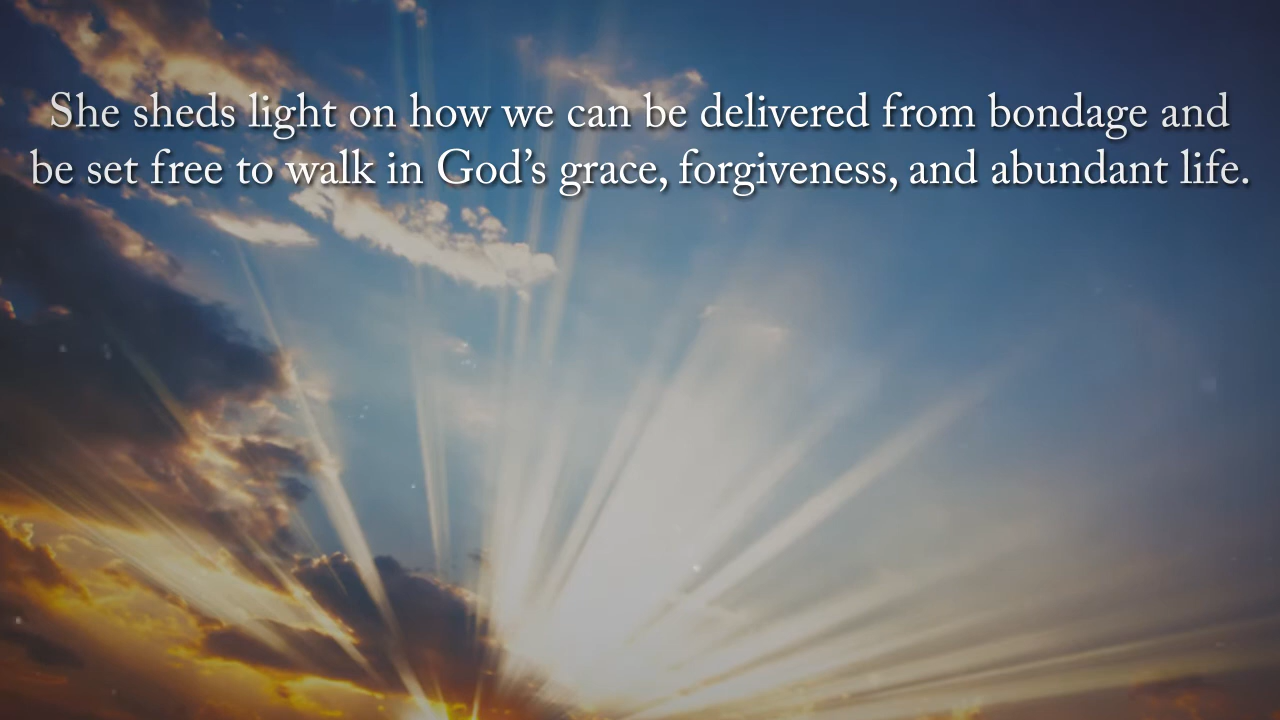 She sheds light on how we can be delivered from bondage and
be set free to walk in God’s grace, forgiveness, and abundant life.